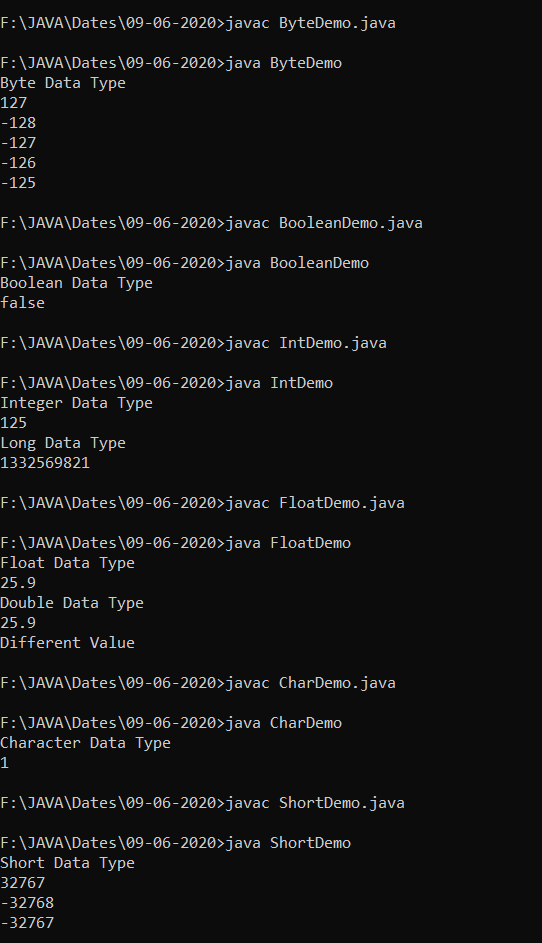 F:\JAVA\Dates\09-06-2020>javac ByteDemo.java
F:\JAVA\Dates\09-06-2020>java ByteDemo
Byte Data Type
127
-128
-127
-126
-125
F:\JAVA\Dates\09-06-2020>javac BooleanDemo.java
F:\JAVA\Dates\09-06-2020>java BooleanDemo
Boolean Data Type
false
F:\JAVA\Dates\09-06-2020>javac IntDemo.java
F:\JAVA\Dates\09-06-2020>java IntDemo
Integer Data Type
125
Long Data Type
1332569821
F:\JAVA\Dates\09-06-2020>javac FloatDemo.java
F:\JAVA\Dates\09-06-2020>java FloatDemo
Float Data Type
25.9
Double Data Type
25.9
Different Value
F:\JAVA\Dates\09-06-2020>javac CharDemo.java
F:\JAVA\Dates\09-06-2020>java CharDemo
Character Data Type
1
F:\JAVA\Dates\09-06-2020>javac ShortDemo.java
F:\JAVA\Dates\09-06-2020>java ShortDemo
Short Data Type
32767
-32768
-32767